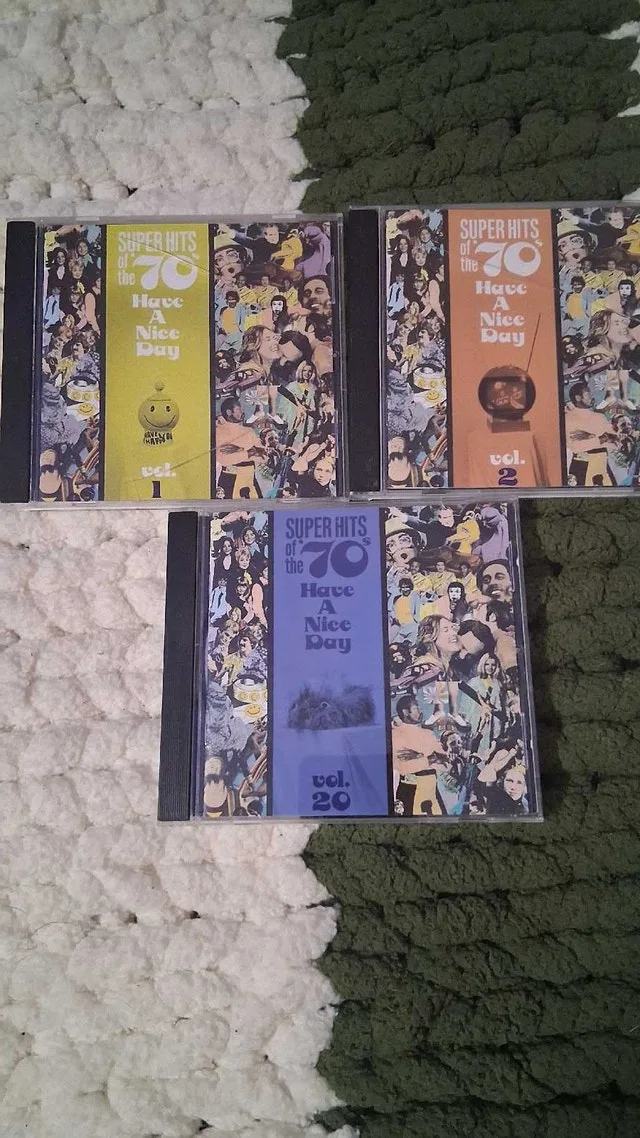 SUPER HITS
of the '70s
Have
A
Nice
Day
vol.
1
SUPER HITS
of the '70s
Have
A
Nice
Day
vol.
2
SUPER HITS
of the '70s
Have
A
Nice
Day
vol.
20